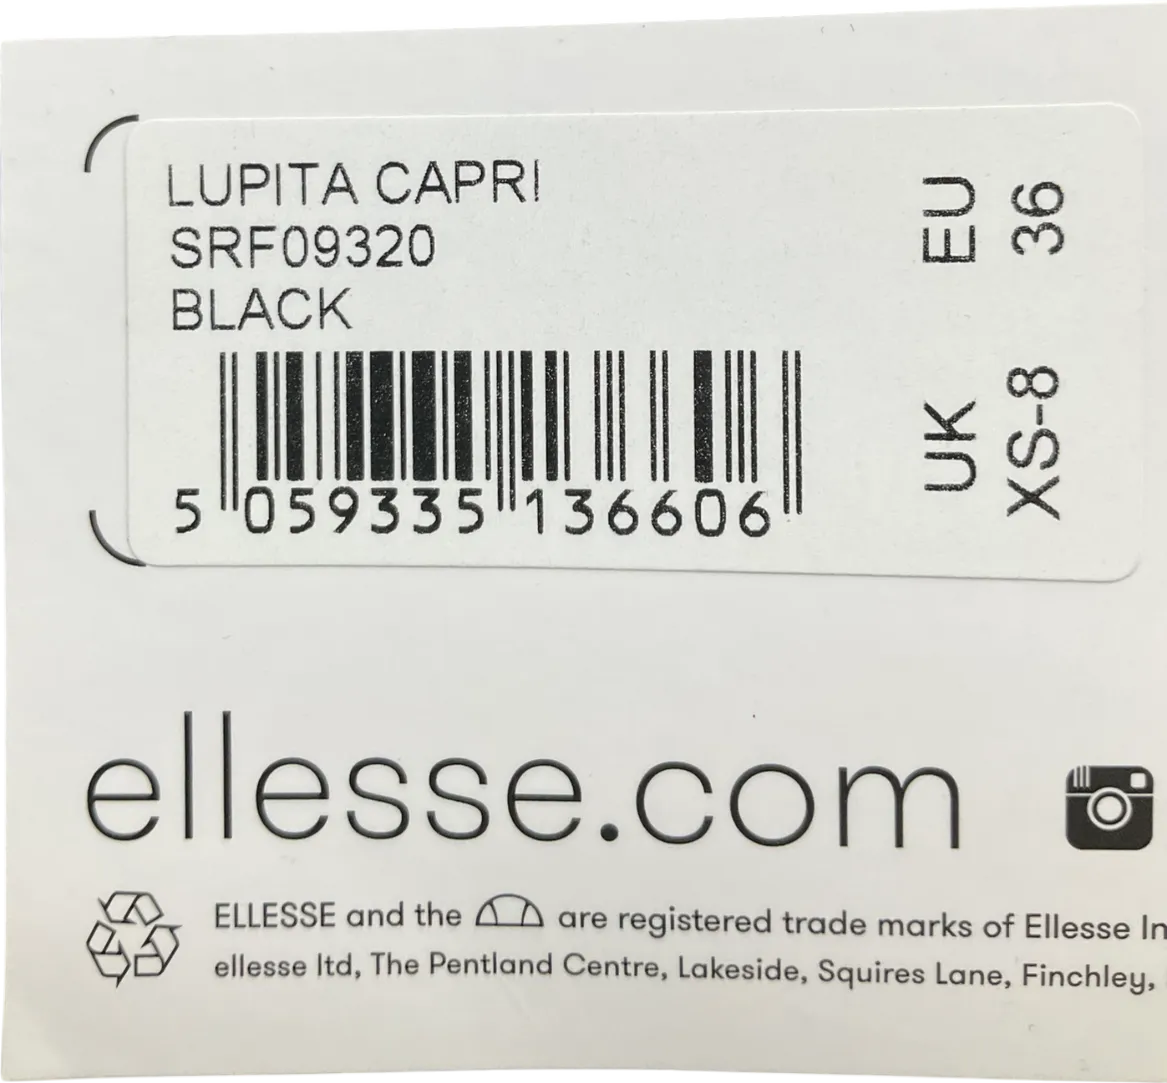 LUPITA CAPRI
SRF09320
BLACK
5 059335 136606
EU 36
UK XS-8
ellesse.com
ELLESSE and the are registered trade marks of Ellesse In
ellesse ltd, The Pentland Centre, Lakeside, Squires Lane, Finchley,